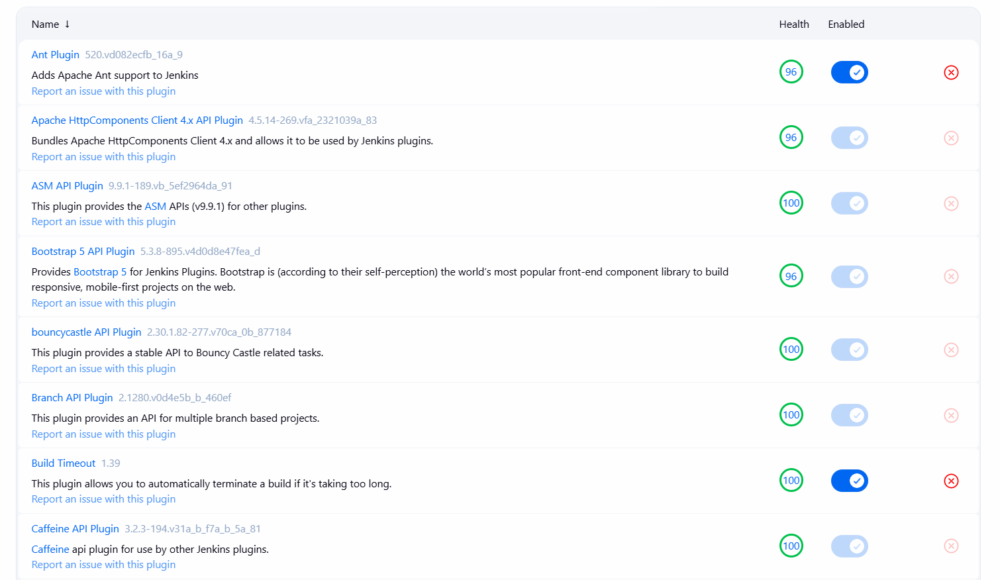 Name ↓ Health Enabled
Ant Plugin 520.vd082ecfb_16a_9
Adds Apache Ant support to Jenkins
Report an issue with this plugin
96
Apache HttpComponents Client 4.x API Plugin 4.5.14-269.vfa_2321039a_83
Bundles Apache HttpComponents Client 4.x and allows it to be used by Jenkins plugins.
Report an issue with this plugin
96
ASM API Plugin 9.9.1-189.vb_5ef2964da_91
This plugin provides the ASM APIs (v9.9.1) for other plugins.
Report an issue with this plugin
100
Bootstrap 5 API Plugin 5.3.8-895.v4d0d8e47fea_d
Provides Bootstrap 5 for Jenkins Plugins. Bootstrap is (according to their self-perception) the world’s most popular front-end component library to build
responsive, mobile-first projects on the web.
Report an issue with this plugin
96
bouncycastle API Plugin 2.30.1.82-277.v70ca_0b_877184
This plugin provides a stable API to Bouncy Castle related tasks.
Report an issue with this plugin
100
Branch API Plugin 2.1280.v0d4e5b_b_460ef
This plugin provides an API for multiple branch based projects.
Report an issue with this plugin
100
Build Timeout 1.39
This plugin allows you to automatically terminate a build if it's taking too long.
Report an issue with this plugin
100
Caffeine API Plugin 3.2.3-194.v31a_b_f7a_b_5a_81
Caffeine api plugin for use by other Jenkins plugins.
Report an issue with this plugin
100